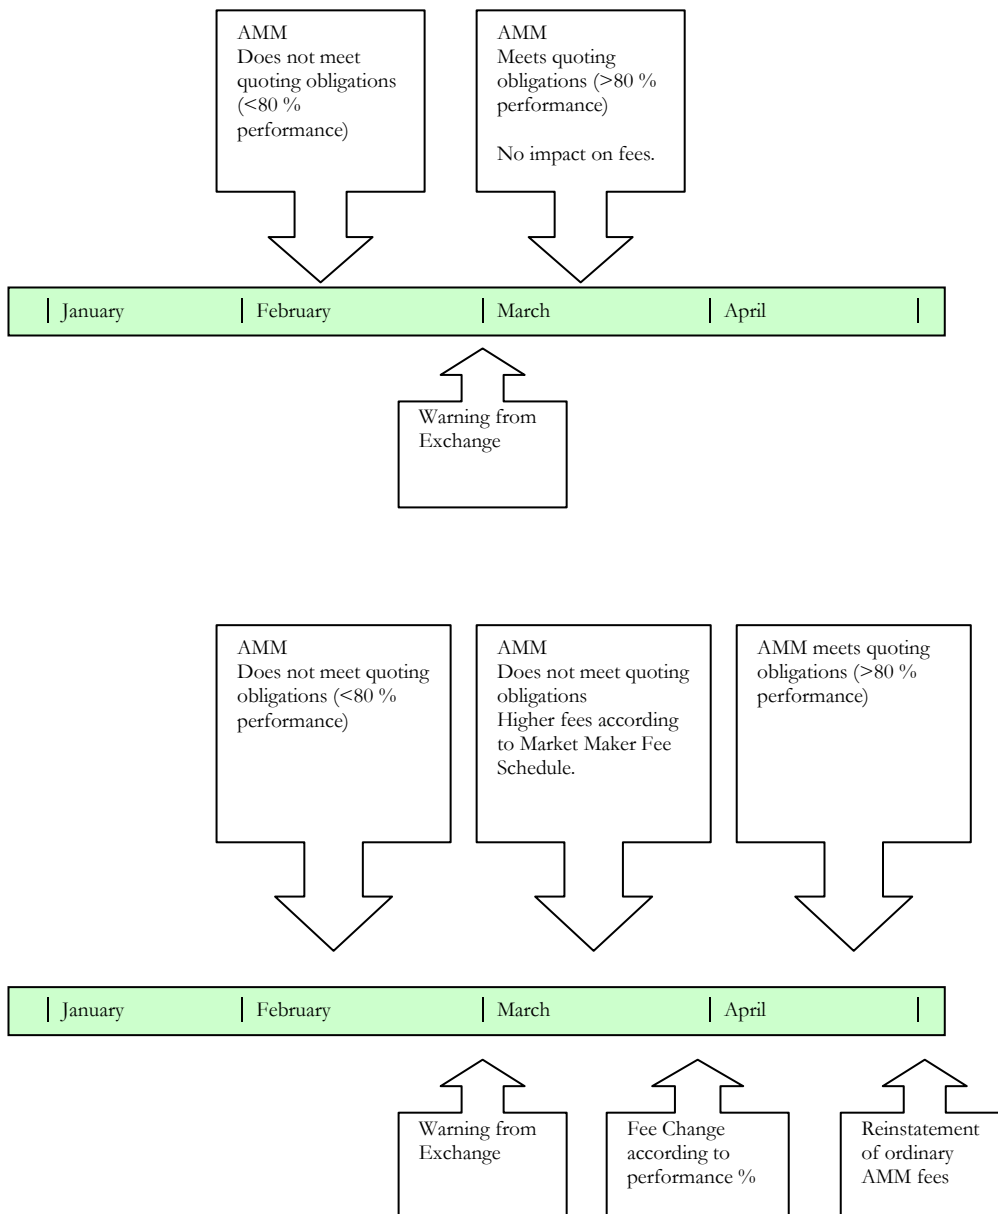 AMM
Does not meet
quoting obligations
(<80 %
performance)
AMM
Meets quoting
obligations (>80 %
performance)
No impact on fees.
January
February
March
April
Warning from
Exchange
AMM
Does not meet quoting
obligations (<80 %
performance)
AMM
Does not meet quoting
obligations
Higher fees according
to Market Maker Fee
Schedule.
AMM meets quoting
obligations (>80 %
performance)
January
February
March
April
Warning from
Exchange
Fee Change
according to
performance %
Reinstatement
of ordinary
AMM fees